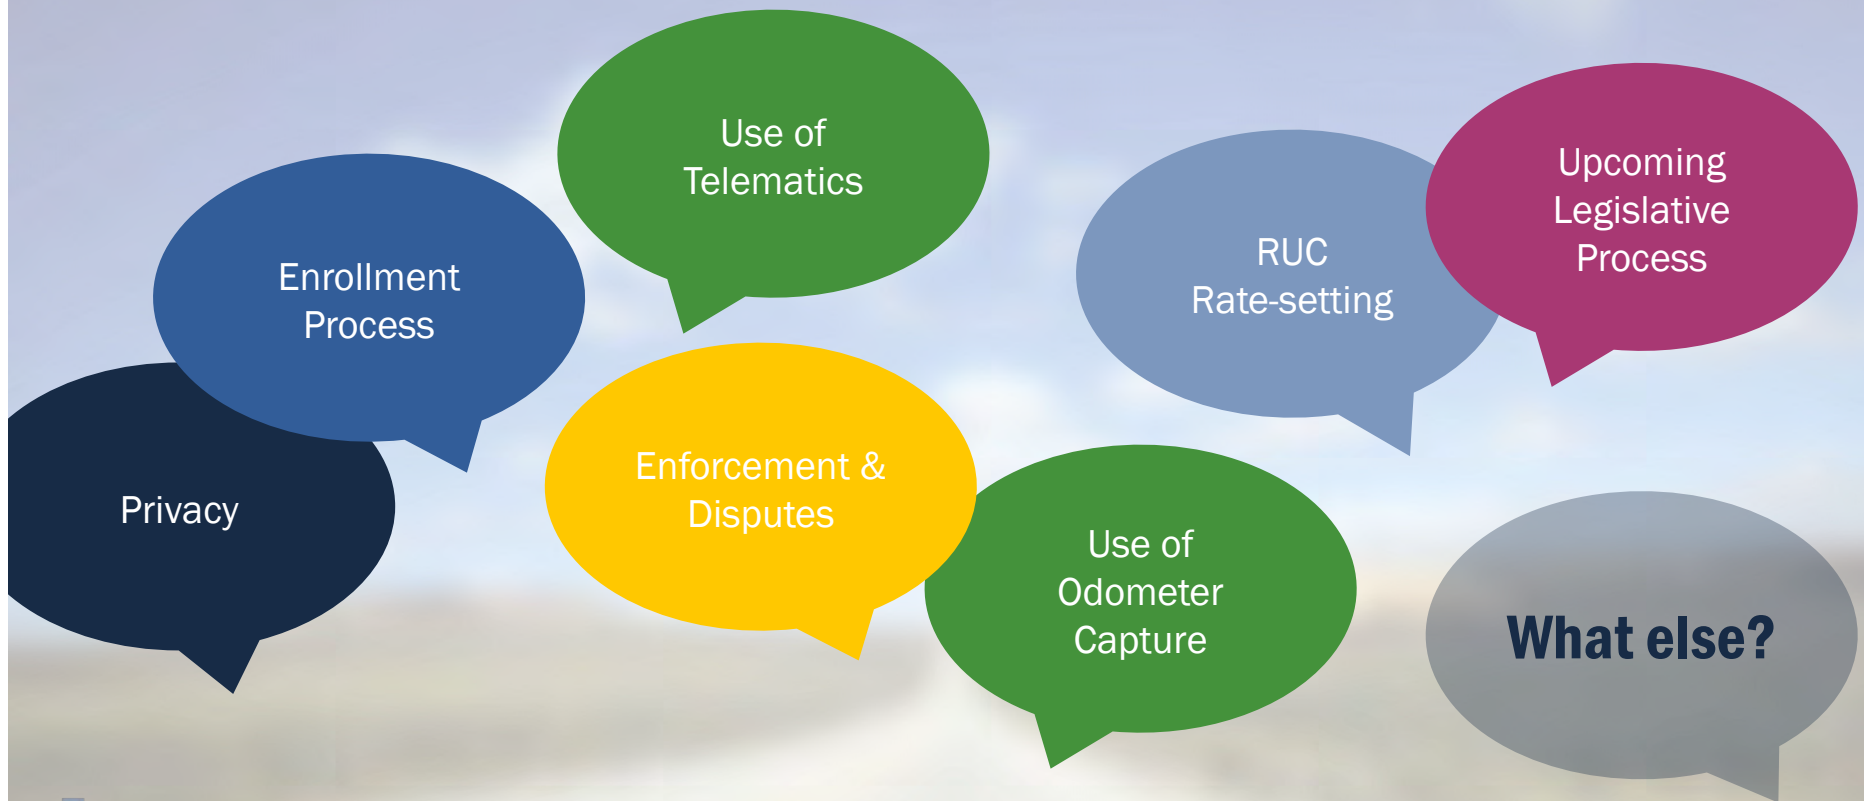 Use of
Telematics
Upcoming
Legislative
Process
Enrollment
Process
RUC
Rate-setting
Privacy
Enforcement &
Disputes
Use of
Odometer
Capture
What else?